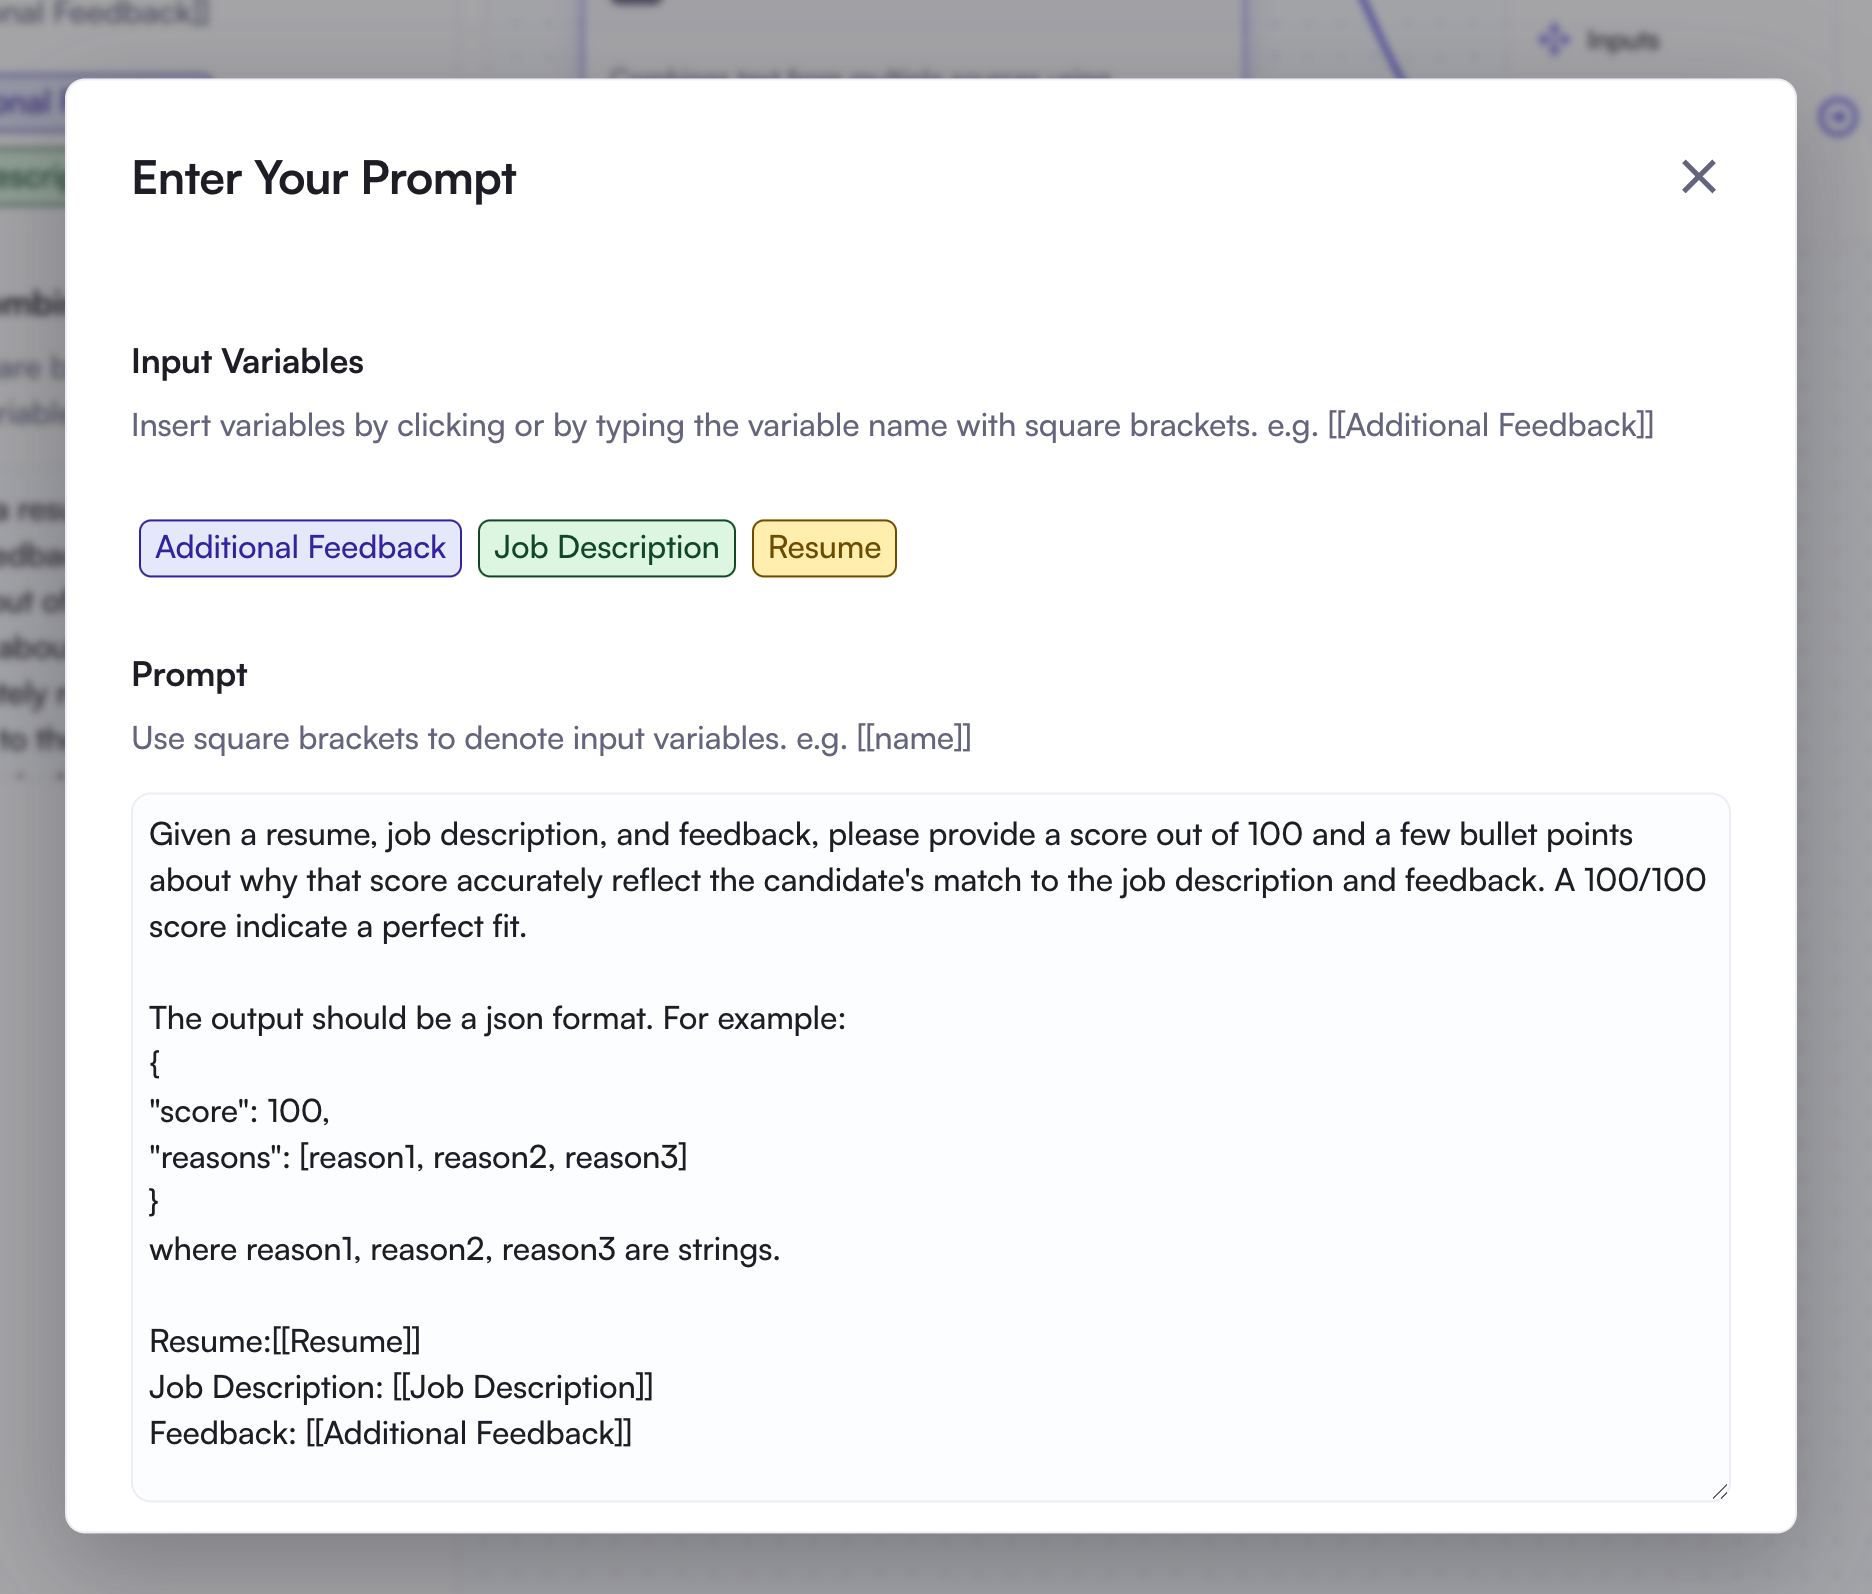 nal Feedback]]
Inputs
Enter Your Prompt
Input Variables
Insert variables by clicking or by typing the variable name with square brackets. e.g. [[Additional Feedback]]
Additional Feedback Job Description Resume
Prompt
Use square brackets to denote input variables. e.g. [[name]]
Given a resume, job description, and feedback, please provide a score out of 100 and a few bullet points
about why that score accurately reflect the candidate's match to the job description and feedback. A 100/100
score indicate a perfect fit.
The output should be a json format. For example:
{
"score": 100,
"reasons": [reason1, reason2, reason3]
}
where reason1, reason2, reason3 are strings.
Resume:[[Resume]]
Job Description: [[Job Description]]
Feedback: [[Additional Feedback]]